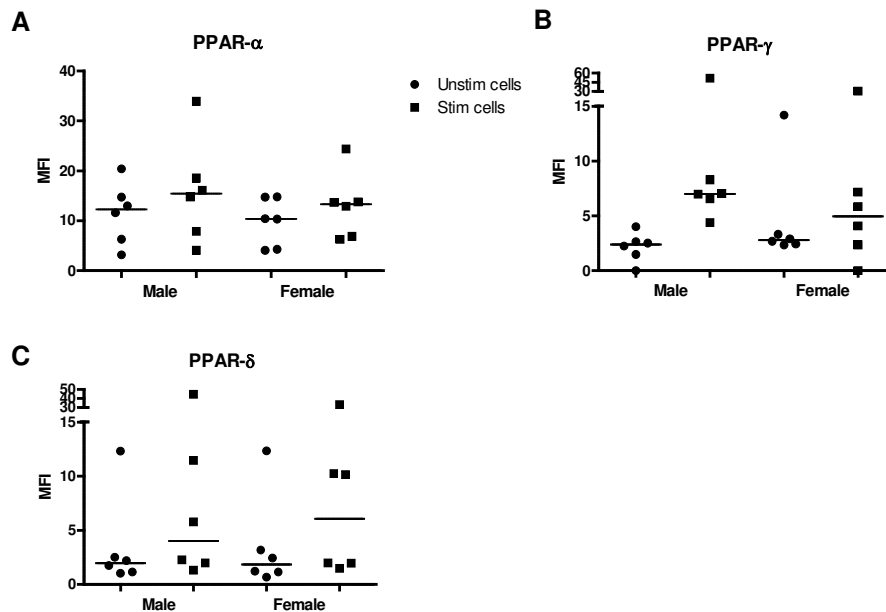 A
PPAR-α
40
30
20
10
0
MFI
Male
Female
Unstim cells
Stim cells
B
PPAR-γ
60
45
30
15
10
5
0
MFI
Male
Female
C
PPAR-δ
50
40
30
15
10
5
0
MFI
Male
Female